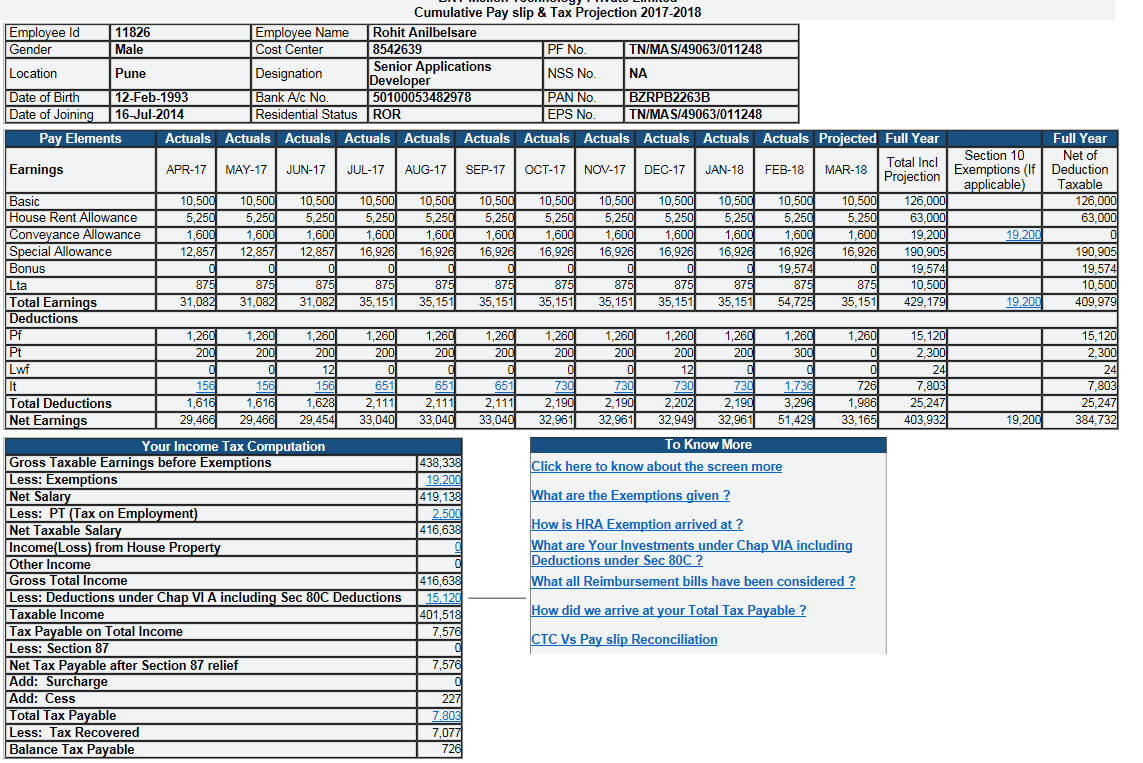 Cumulative Pay slip & Tax Projection 2017-2018
Employee Id 11826 Employee Name Rohit Anilbelsare
Gender Male Cost Center 8542639 PF No. TN/MAS/49063/011248
Location Pune Designation Senior Applications Developer NSS No. NA
Date of Birth 12-Feb-1993 Bank A/c No. 50100053482978 PAN No. BZRPB2263B
Date of Joining 16-Jul-2014 Residential Status ROR EPS No. TN/MAS/49063/011248
Pay Elements Actuals Actuals Actuals Actuals Actuals Actuals Actuals Actuals Actuals Actuals Actuals Projected Full Year Full Year
Earnings APR-17 MAY-17 JUN-17 JUL-17 AUG-17 SEP-17 OCT-17 NOV-17 DEC-17 JAN-18 FEB-18 MAR-18 Total Incl Projection Section 10 Exemptions (If applicable) Net of Deduction Taxable
Basic 10,500 10,500 10,500 10,500 10,500 10,500 10,500 10,500 10,500 10,500 10,500 10,500 126,000 126,000
House Rent Allowance 5,250 5,250 5,250 5,250 5,250 5,250 5,250 5,250 5,250 5,250 5,250 5,250 63,000 63,000
Conveyance Allowance 1,600 1,600 1,600 1,600 1,600 1,600 1,600 1,600 1,600 1,600 1,600 1,600 19,200 19,200 0
Special Allowance 12,857 12,857 12,857 16,926 16,926 16,926 16,926 16,926 16,926 16,926 16,926 16,926 190,905 190,905
Bonus 0 0 0 0 0 0 0 0 0 0 19,574 0 19,574 19,574
Lta 875 875 875 875 875 875 875 875 875 875 875 875 10,500 10,500
Total Earnings 31,082 31,082 31,082 35,151 35,151 35,151 35,151 35,151 35,151 35,151 54,725 35,151 429,179 19,200 409,979
Deductions
Pf 1,260 1,260 1,260 1,260 1,260 1,260 1,260 1,260 1,260 1,260 1,260 1,260 15,120 15,120
Pt 200 200 200 200 200 200 200 200 200 200 300 0 2,300 2,300
Lwf 0 0 12 0 0 0 0 0 12 0 0 0 24 24
It 156 156 156 651 651 651 730 730 730 730 1,736 726 7,803 7,803
Total Deductions 1,616 1,616 1,628 2,111 2,111 2,111 2,190 2,190 2,202 2,190 3,296 1,986 25,247 25,247
Net Earnings 29,466 29,466 29,454 33,040 33,040 33,040 32,961 32,961 32,949 32,961 51,429 33,165 403,932 19,200 384,732
Your Income Tax Computation
Gross Taxable Earnings before Exemptions 438,338
Less: Exemptions 19,200
Net Salary 419,138
Less: PT (Tax on Employment) 2,500
Net Taxable Salary 416,638
Income(Loss) from House Property 0
Other Income 0
Gross Total Income 416,638
Less: Deductions under Chap VI A including Sec 80C Deductions 15,120
Taxable Income 401,518
Tax Payable on Total Income 7,576
Less: Section 87 0
Net Tax Payable after Section 87 relief 7,576
Add: Surcharge 0
Add: Cess 227
Total Tax Payable 7,803
Less: Tax Recovered 7,077
Balance Tax Payable 726
To Know More
Click here to know about the screen more
What are the Exemptions given ?
How is HRA Exemption arrived at ?
What are Your Investments under Chap VIA including
Deductions under Sec 80C ?
What all Reimbursement bills have been considered ?
How did we arrive at your Total Tax Payable ?
CTC Vs Pay slip Reconciliation